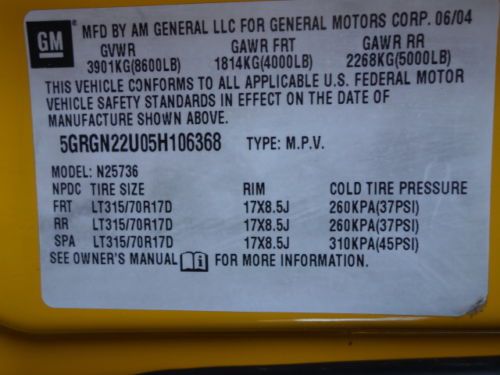 GM MFD BY AM GENERAL LLC FOR GENERAL MOTORS CORP. 06/04
GVWR GAWR FRT GAWR RR
3901KG(8600LB) 1814KG(4000LB) 2268KG(5000LB)
THIS VEHICLE CONFORMS TO ALL APPLICABLE U.S. FEDERAL MOTOR
VEHICLE SAFETY STANDARDS IN EFFECT ON THE DATE OF
MANUFACTURE SHOWN ABOVE.
5GRGN22U05H106368 TYPE: M.P.V.
MODEL: N25736
NPDC TIRE SIZE RIM COLD TIRE PRESSURE
FRT LT315/70R17D 17X8.5J 260KPA(37PSI)
RR LT315/70R17D 17X8.5J 260KPA(37PSI)
SPA LT315/70R17D 17X8.5J 310KPA(45PSI)
SEE OWNER'S MANUAL i FOR MORE INFORMATION.